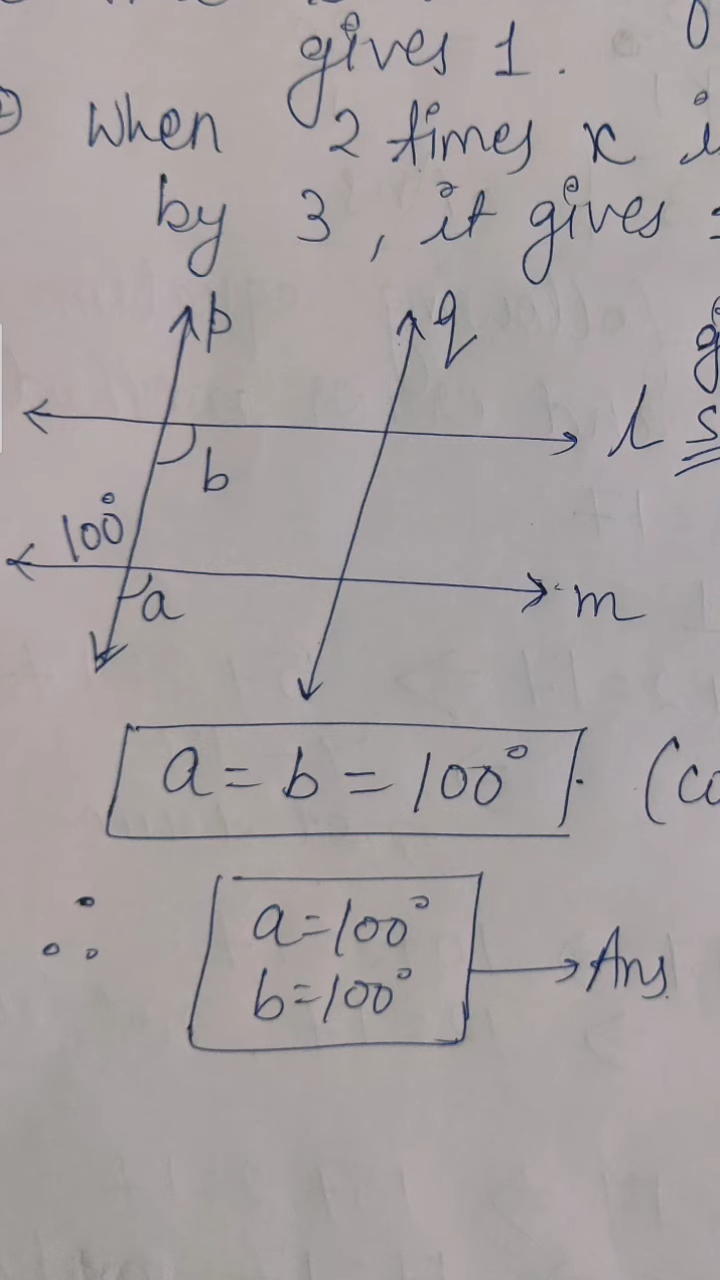 gives 1.
When 2 times x
by 3, it gives
p q
l
b
100°
a m
a = b = 100°
∴ a = 100°
b = 100° → Ans